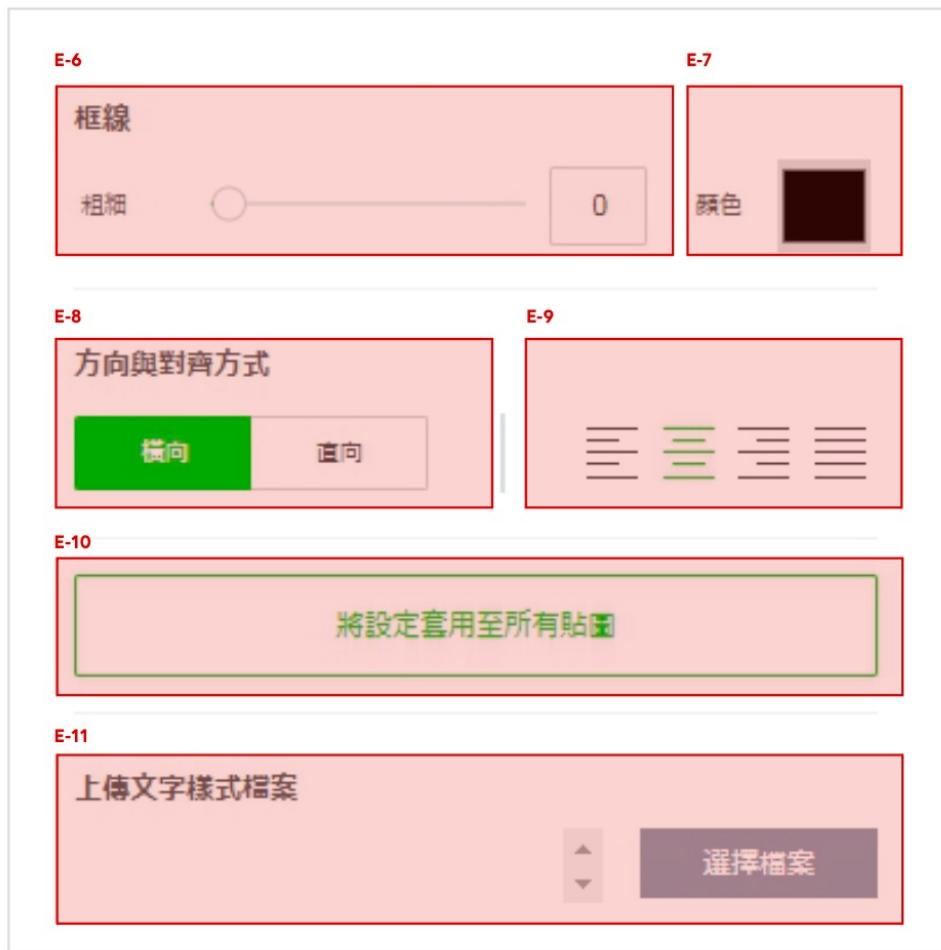 E-6
E-7
框線
粗細
0
顏色
E-8
E-9
方向與對齊方式
橫向
直向
E-10
將設定套用至所有貼圖
E-11
上傳文字樣式檔案
選擇檔案